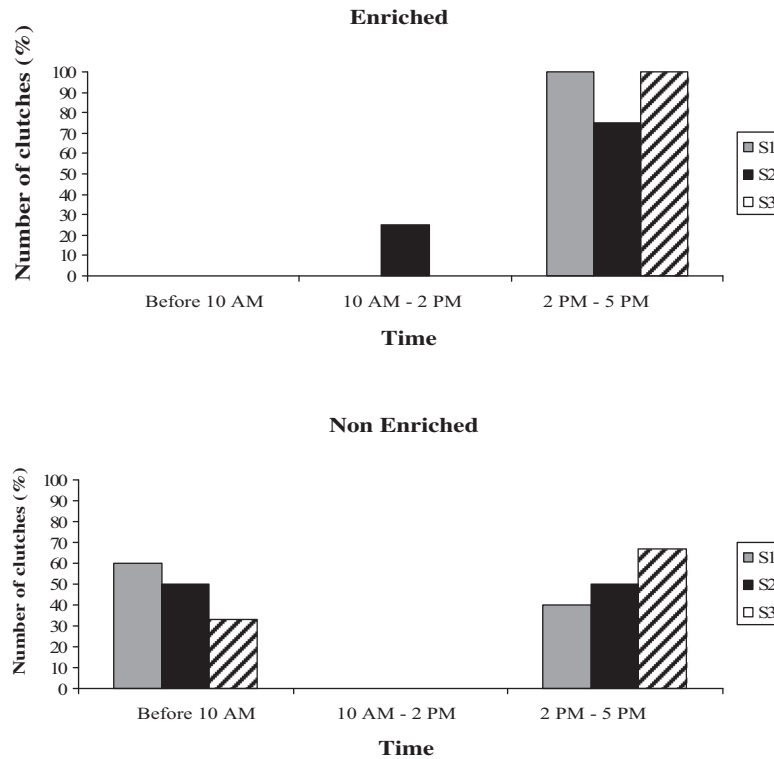 Enriched
Number of clutches (%)
100
90
80
70
60
50
40
30
20
10
0
Before 10 AM 10 AM - 2 PM 2 PM - 5 PM
Time
S1
S2
S3
Non Enriched
Number of clutches (%)
100
90
80
70
60
50
40
30
20
10
0
Before 10 AM 10 AM - 2 PM 2 PM - 5 PM
Time
S1
S2
S3